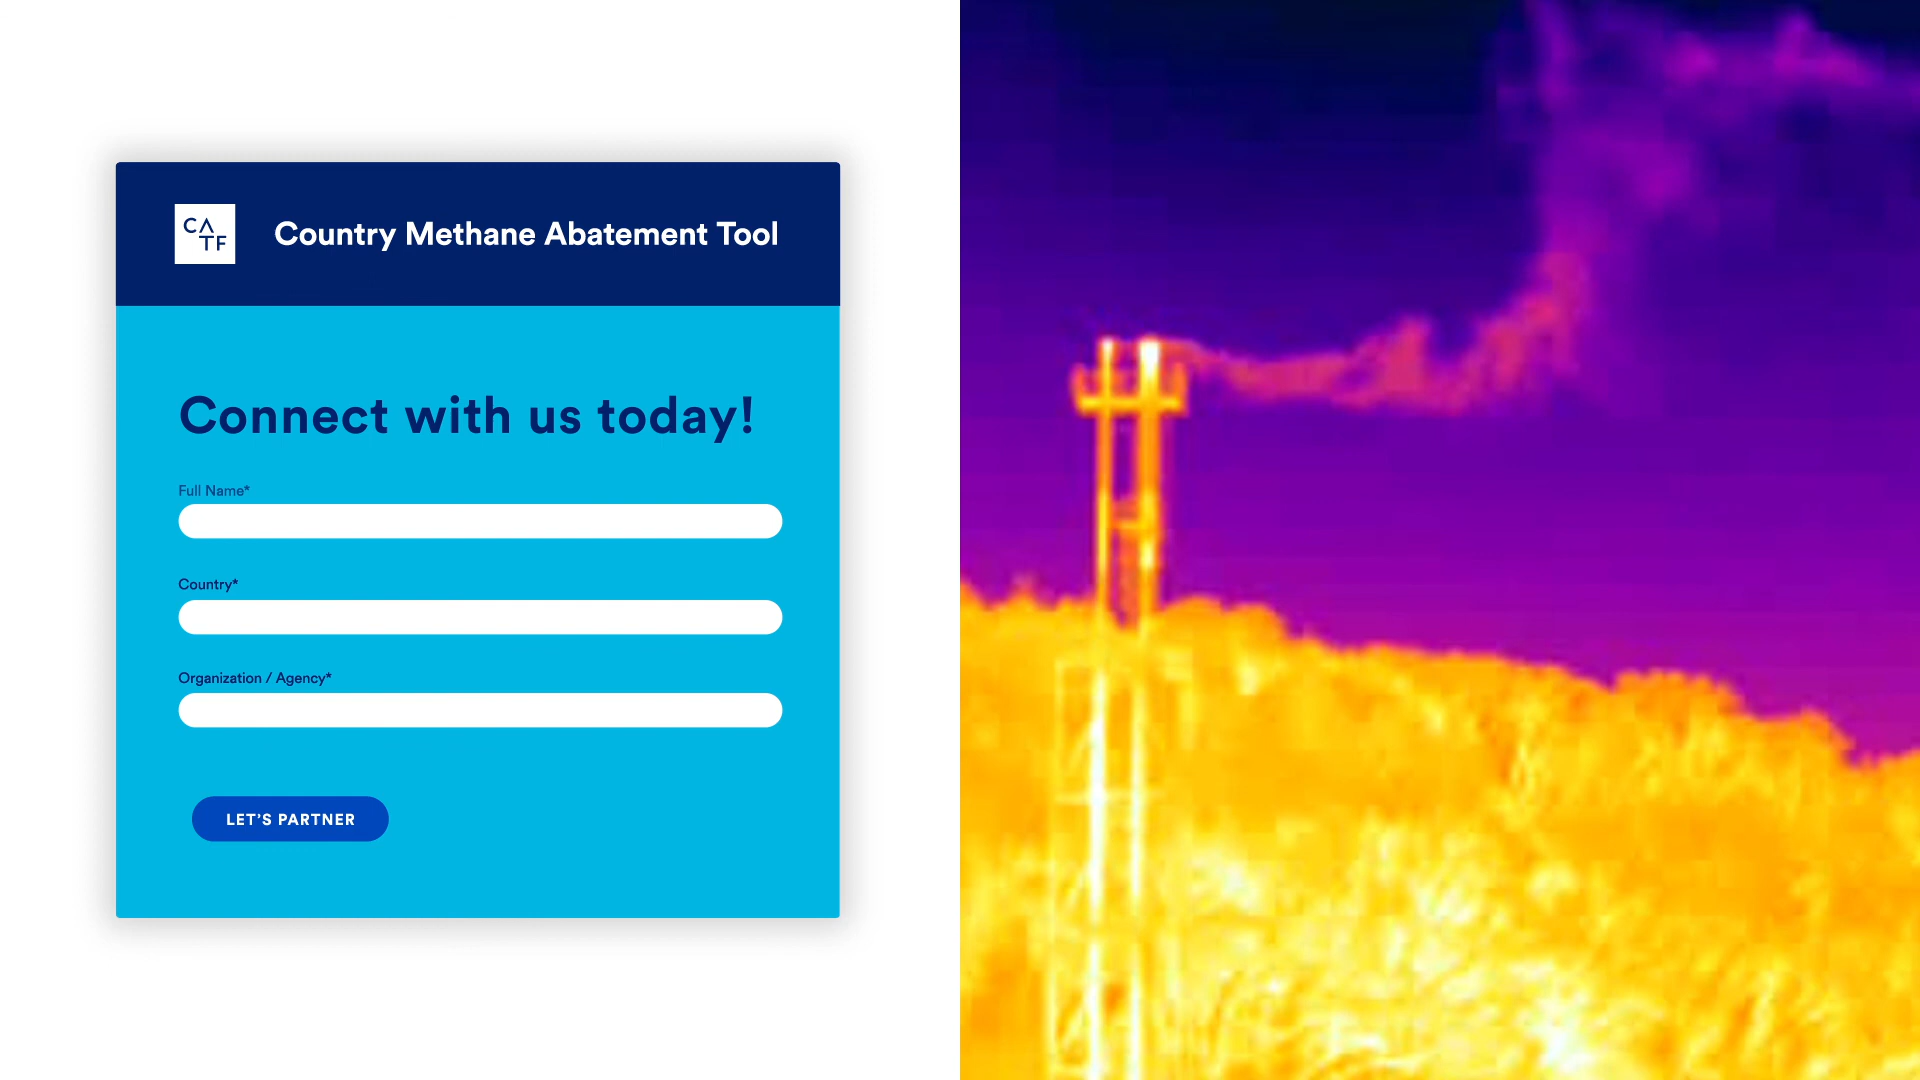 CA
TF
Country Methane Abatement Tool
Connect with us today!
Full Name*
Country*
Organization / Agency*
LET’S PARTNER